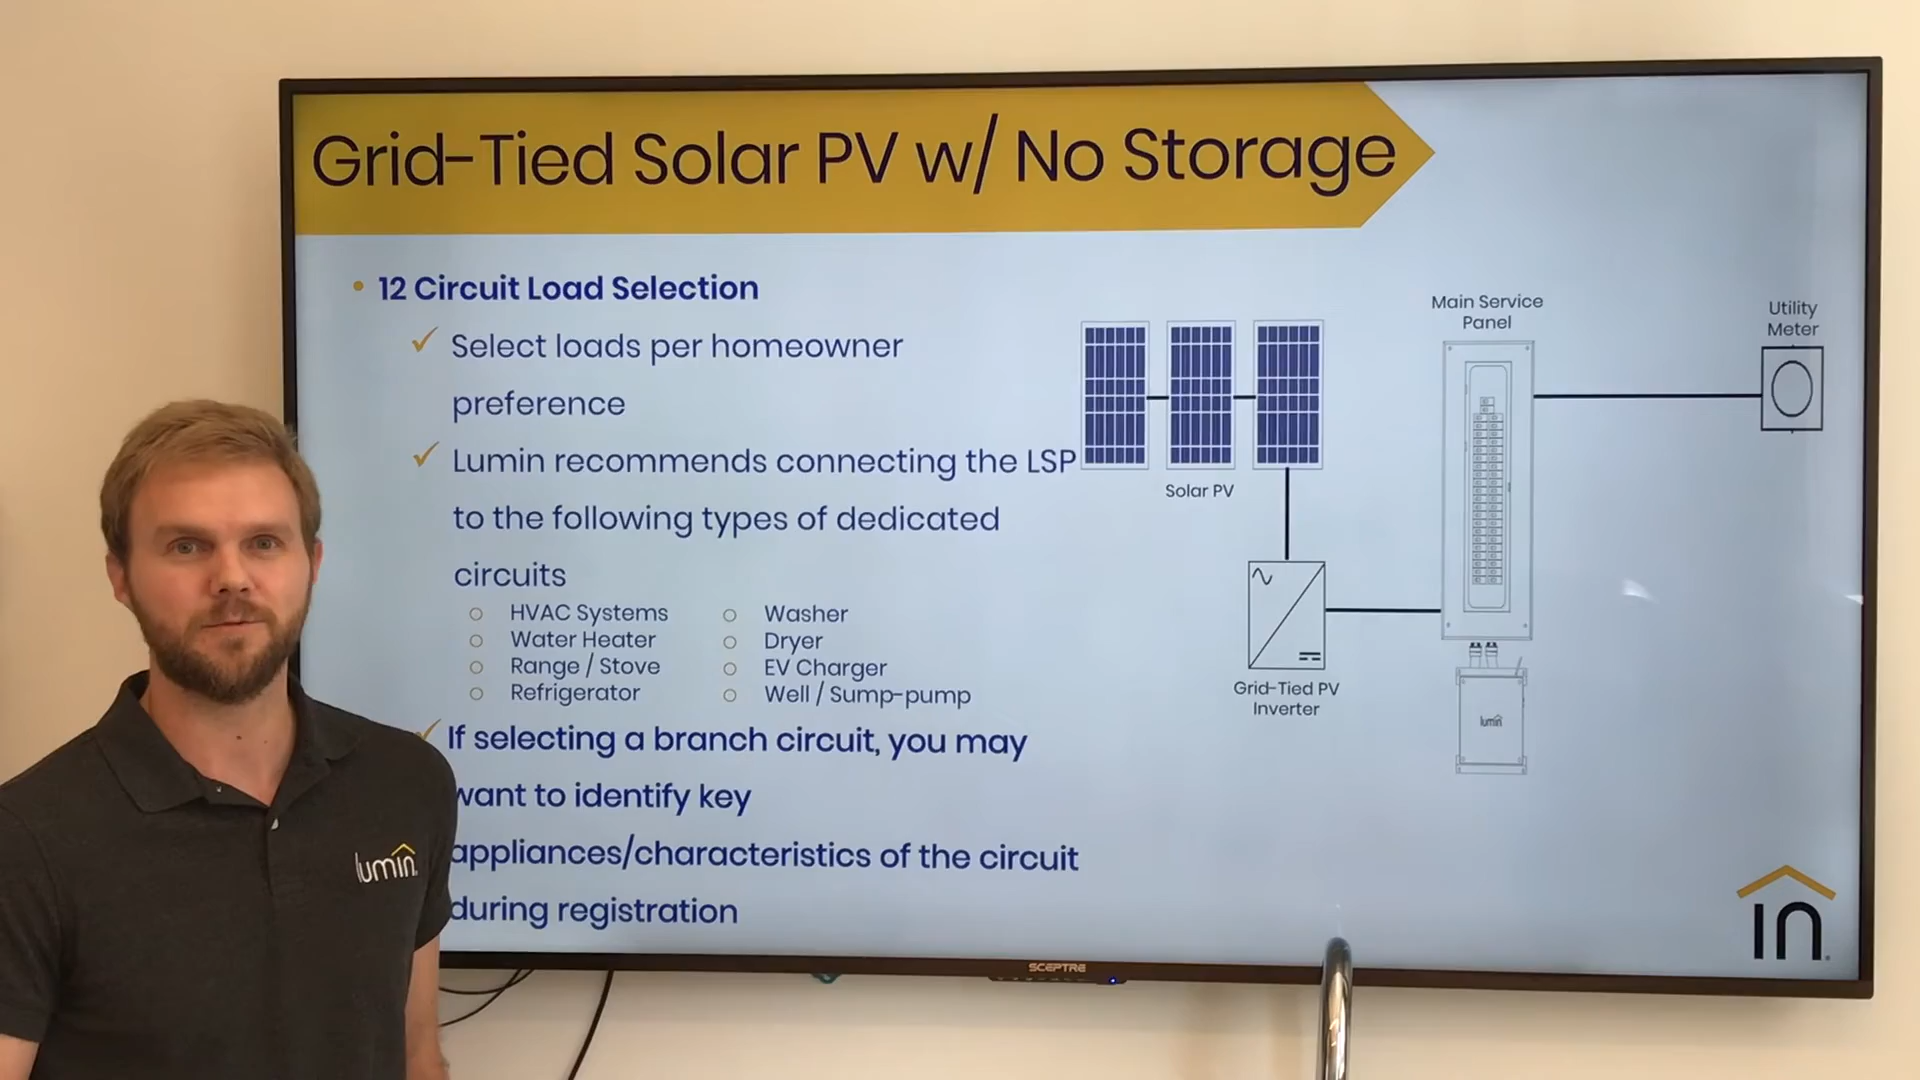 Grid-Tied Solar PV w/ No Storage
• 12 Circuit Load Selection
✓ Select loads per homeowner
preference
✓ Lumin recommends connecting the LSP
to the following types of dedicated
circuits
○ HVAC Systems
○ Water Heater
○ Range / Stove
○ Refrigerator
○ Washer
○ Dryer
○ EV Charger
○ Well / Sump-pump
✓ If selecting a branch circuit, you may
want to identify key
appliances/characteristics of the circuit
during registration
Solar PV
Grid-Tied PV
Inverter
Main Service
Panel
Utility
Meter
lumin
IN
SCEPTRE
lumin